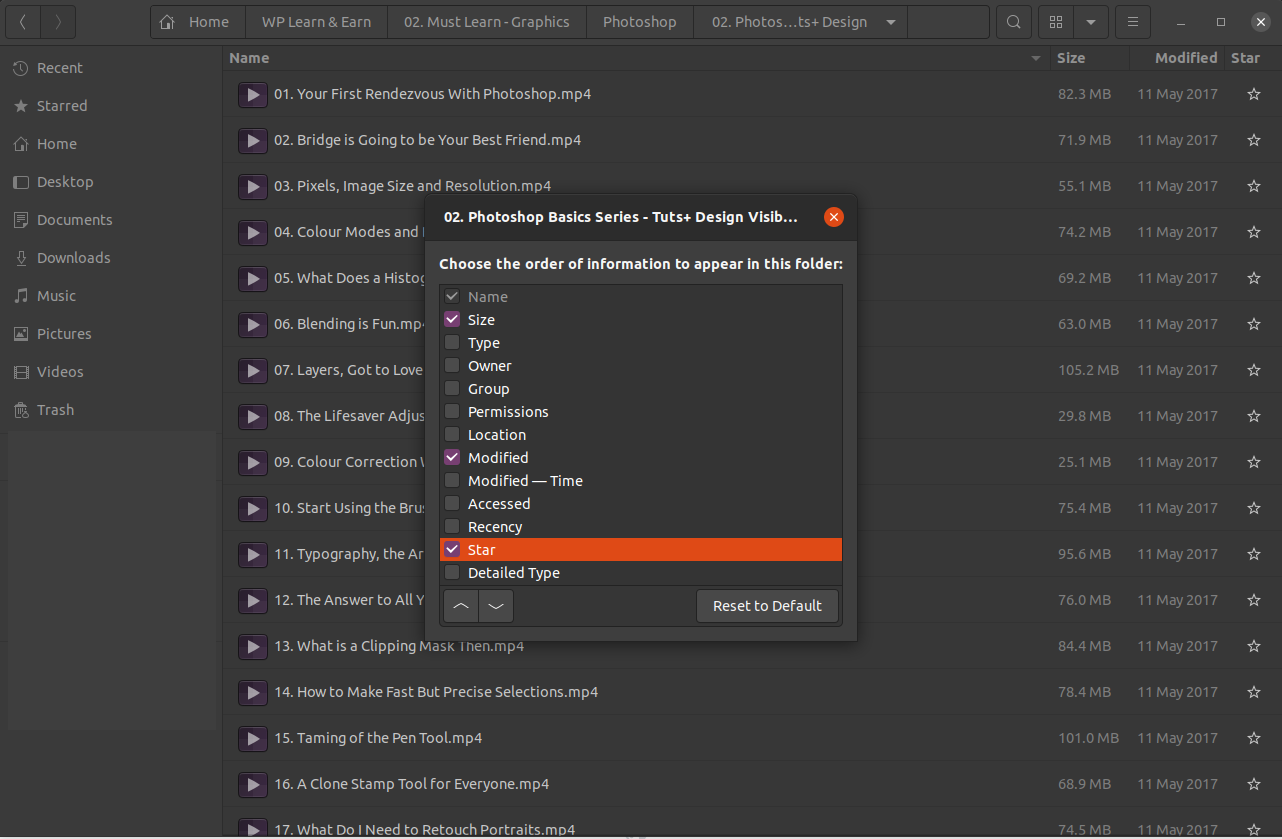 Home WP Learn & Earn 02. Must Learn - Graphics Photoshop 02. Photos…ts+ Design
Name Size Modified Star
Recent
Starred
Home
Desktop
Documents
Downloads
Music
Pictures
Videos
Trash
01. Your First Rendezvous With Photoshop.mp4 82.3 MB 11 May 2017
02. Bridge is Going to be Your Best Friend.mp4 71.9 MB 11 May 2017
03. Pixels, Image Size and Resolution.mp4 55.1 MB 11 May 2017
04. Colour Modes and 74.2 MB 11 May 2017
05. What Does a Histog 69.2 MB 11 May 2017
06. Blending is Fun.mp4 63.0 MB 11 May 2017
07. Layers, Got to Love 105.2 MB 11 May 2017
08. The Lifesaver Adjus 29.8 MB 11 May 2017
09. Colour Correction 25.1 MB 11 May 2017
10. Start Using the Brus 75.4 MB 11 May 2017
11. Typography, the Ar 95.6 MB 11 May 2017
12. The Answer to All Y 76.0 MB 11 May 2017
13. What is a Clipping Mask Then.mp4 84.4 MB 11 May 2017
14. How to Make Fast But Precise Selections.mp4 78.4 MB 11 May 2017
15. Taming of the Pen Tool.mp4 101.0 MB 11 May 2017
16. A Clone Stamp Tool for Everyone.mp4 68.9 MB 11 May 2017
17. What Do I Need to Retouch Portraits.mp4 74.5 MB 11 May 2017
02. Photoshop Basics Series - Tuts+ Design Visib…
Choose the order of information to appear in this folder:
Name
Size
Type
Owner
Group
Permissions
Location
Modified
Modified — Time
Accessed
Recency
Star
Detailed Type
Reset to Default